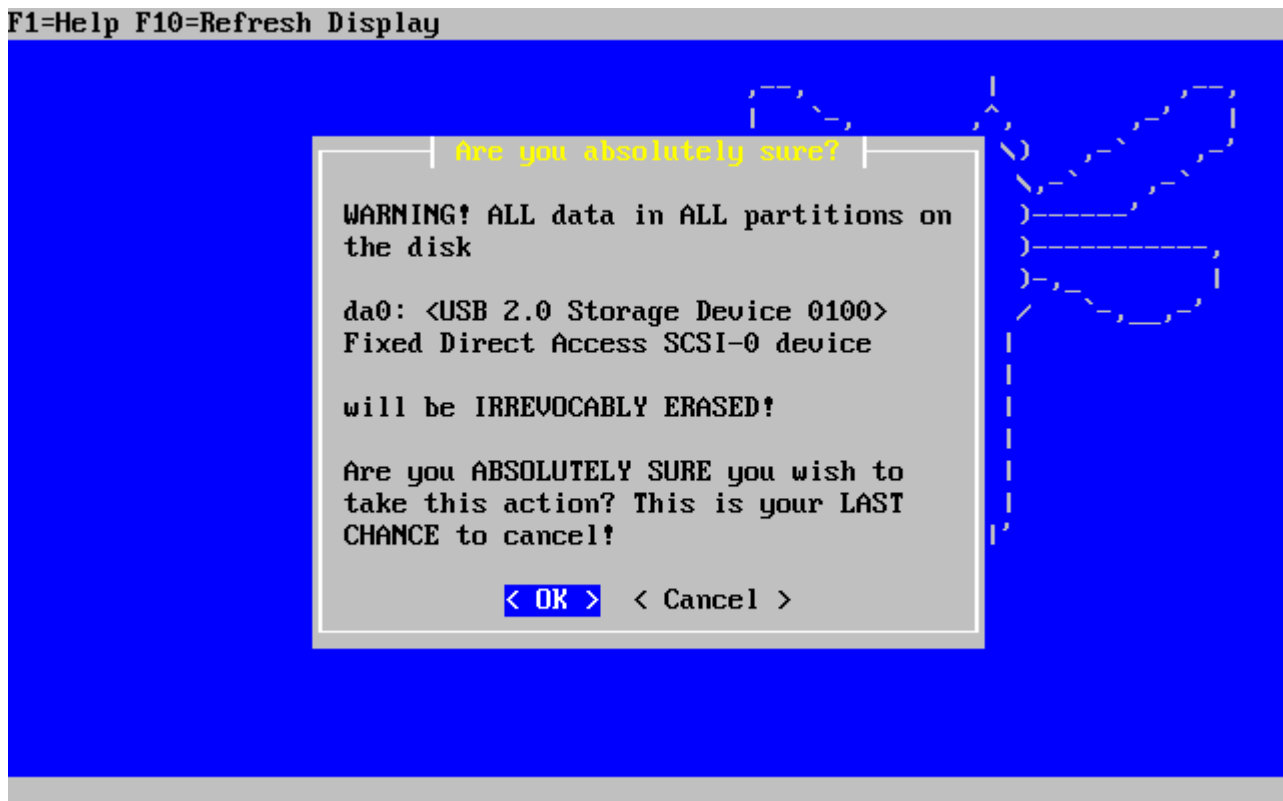 F1=Help F10=Refresh Display
Are you absolutely sure?
WARNING! ALL data in ALL partitions on
the disk
da0: <USB 2.0 Storage Device 0100>
Fixed Direct Access SCSI-0 device
will be IRREVOCABLY ERASED!
Are you ABSOLUTELY SURE you wish to
take this action? This is your LAST
CHANCE to cancel!
< OK > < Cancel >